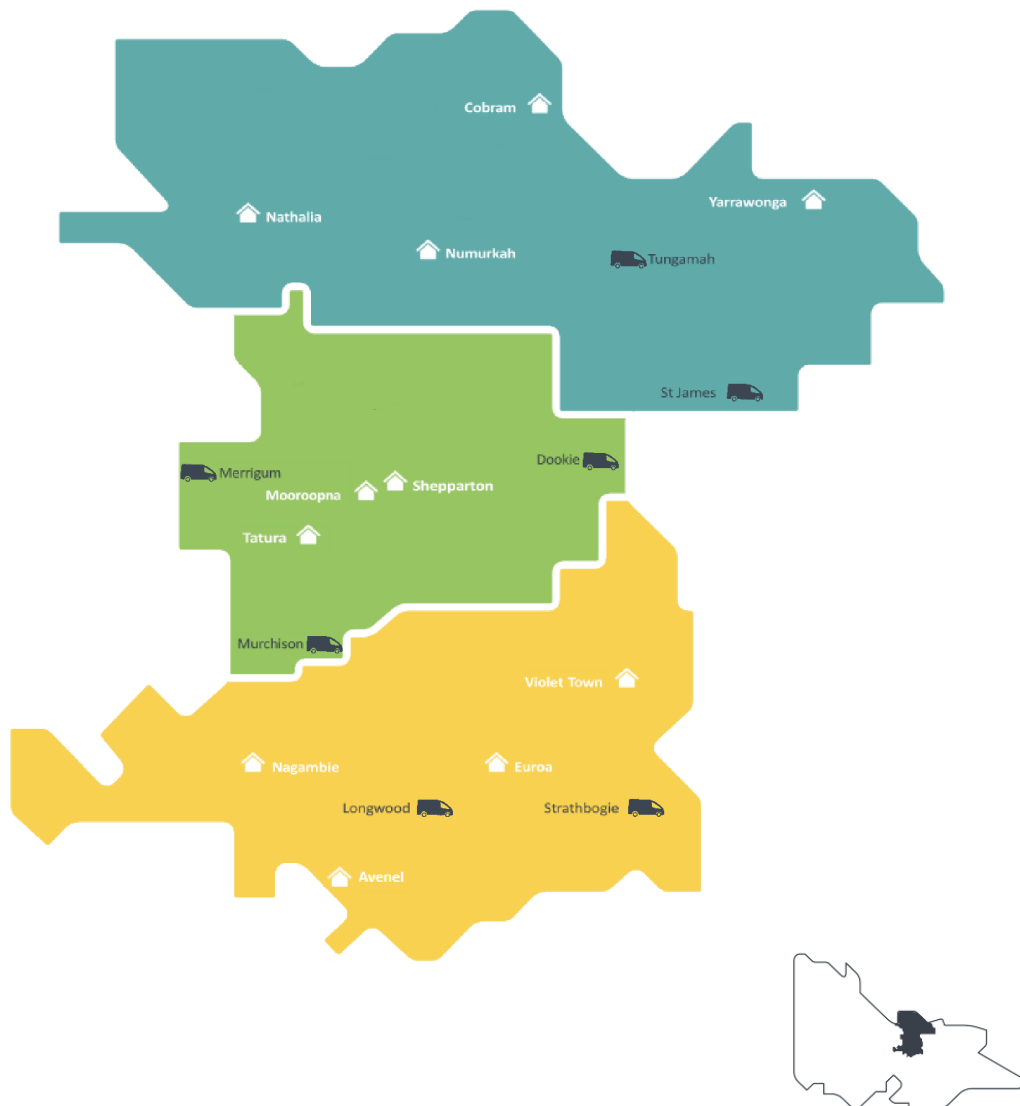 Cobram
Yarrawonga
Nathalia
Numurkah
Tungamah
St James
Dookie
Merrigum
Shepparton
Mooroopna
Tatura
Murchison
Violet Town
Nagambie
Euroa
Longwood
Strathbogie
Avenel